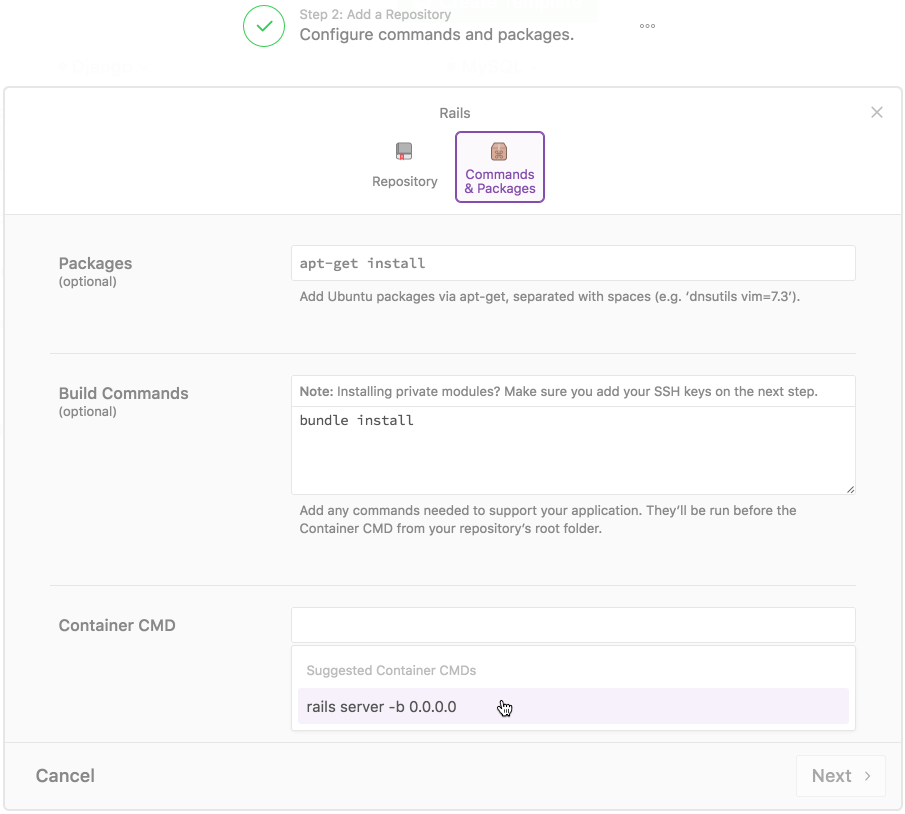 Step 2: Add a Repository
Configure commands and packages.
Rails
Repository
Commands
& Packages
Packages
(optional)
apt-get install
Add Ubuntu packages via apt-get, separated with spaces (e.g. ‘dnsutils vim=7.3’).
Build Commands
(optional)
Note: Installing private modules? Make sure you add your SSH keys on the next step.
bundle install
Add any commands needed to support your application. They’ll be run before the
Container CMD from your repository’s root folder.
Container CMD
Suggested Container CMDs
rails server -b 0.0.0.0
Cancel
Next